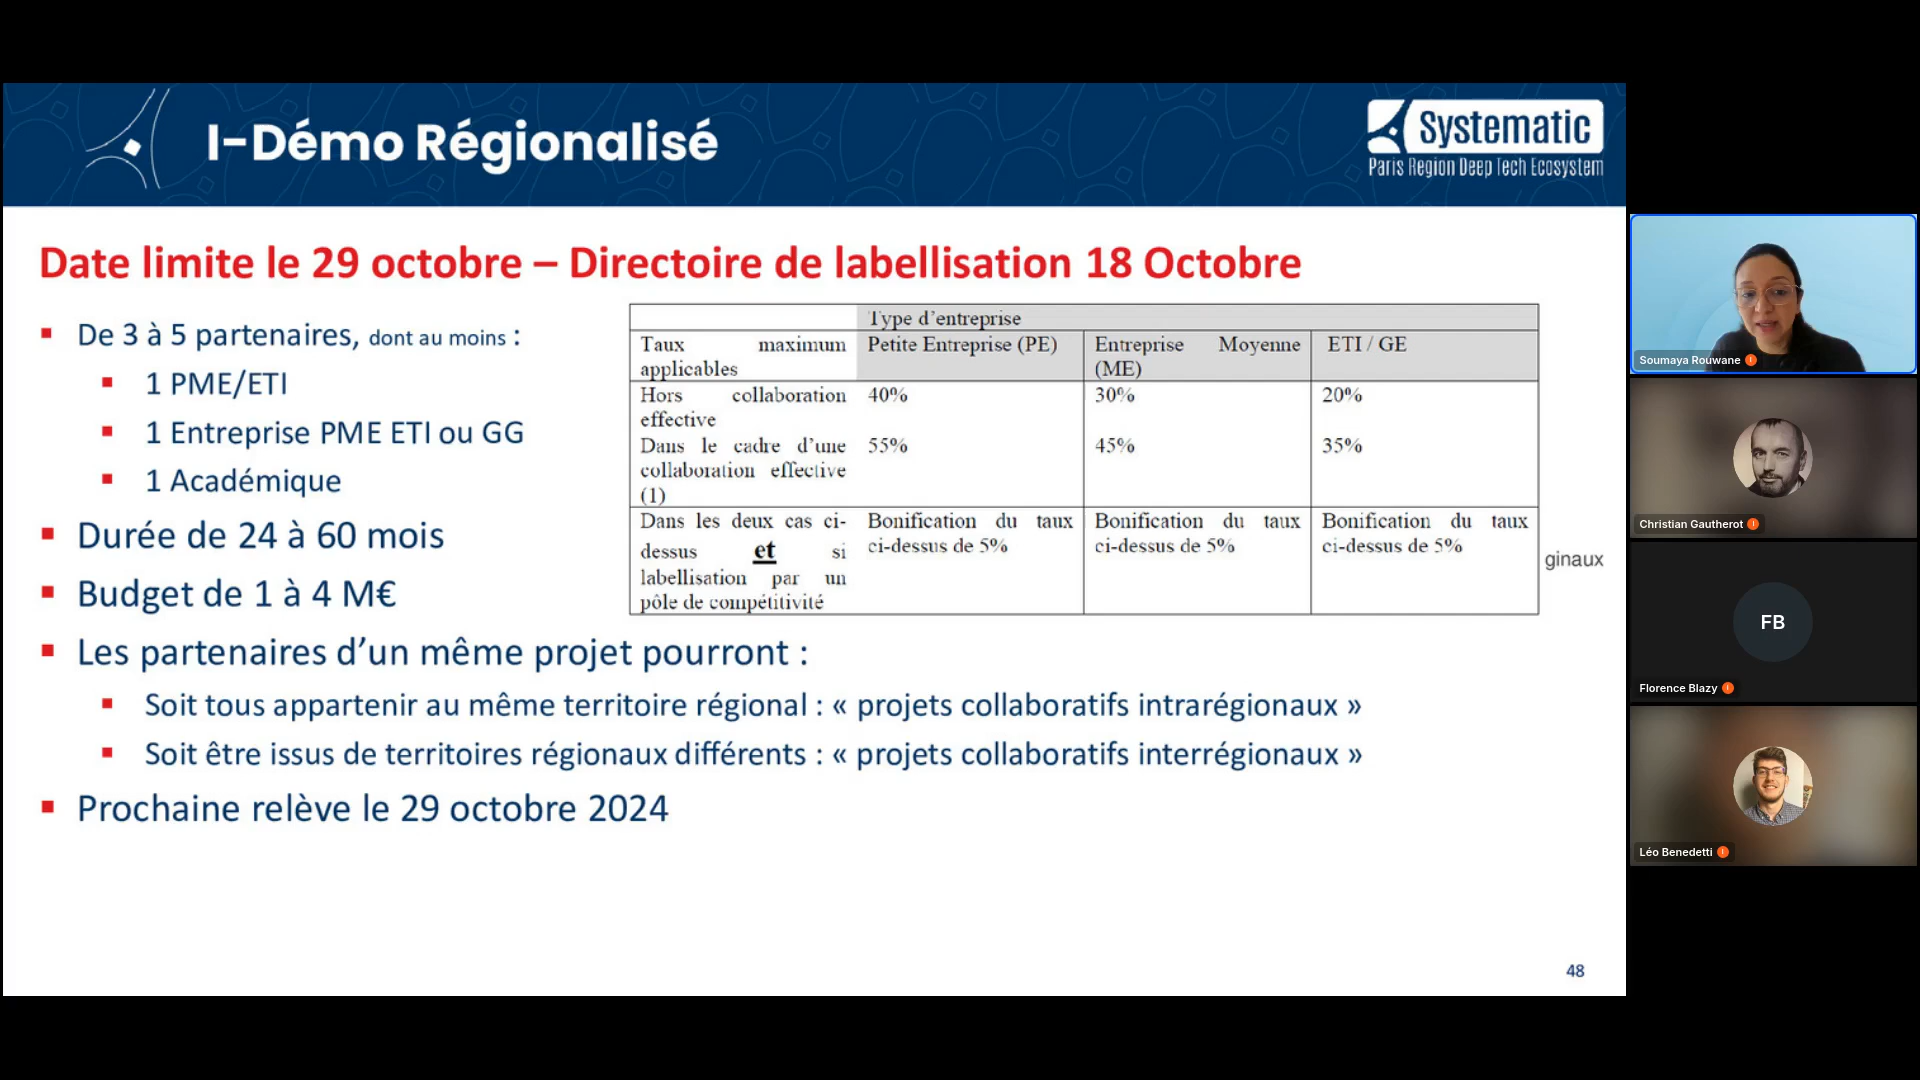 I-Démo Régionalisé
Systematic
Paris Region Deep Tech Ecosystem
Date limite le 29 octobre – Directoire de labellisation 18 Octobre
De 3 à 5 partenaires, dont au moins :
1 PME/ETI
1 Entreprise PME ETI ou GG
1 Académique
Durée de 24 à 60 mois
Budget de 1 à 4 M€
Type d'entreprise
Taux maximum applicables
Petite Entreprise (PE)
Entreprise Moyenne (ME)
ETI / GE
Hors collaboration effective
40%
30%
20%
Dans le cadre d'une collaboration effective (1)
55%
45%
35%
Dans les deux cas ci-dessus et si labellisation par un pôle de compétitivité
Bonification du taux ci-dessus de 5%
Bonification du taux ci-dessus de 5%
Bonification du taux ci-dessus de 5%
ginaux
Les partenaires d'un même projet pourront :
Soit tous appartenir au même territoire régional : « projets collaboratifs intrarégionaux »
Soit être issus de territoires régionaux différents : « projets collaboratifs interrégionaux »
Prochaine relève le 29 octobre 2024
48
Soumaya Rouwane
Christian Gautherot
FB
Florence Blazy
Léo Benedetti